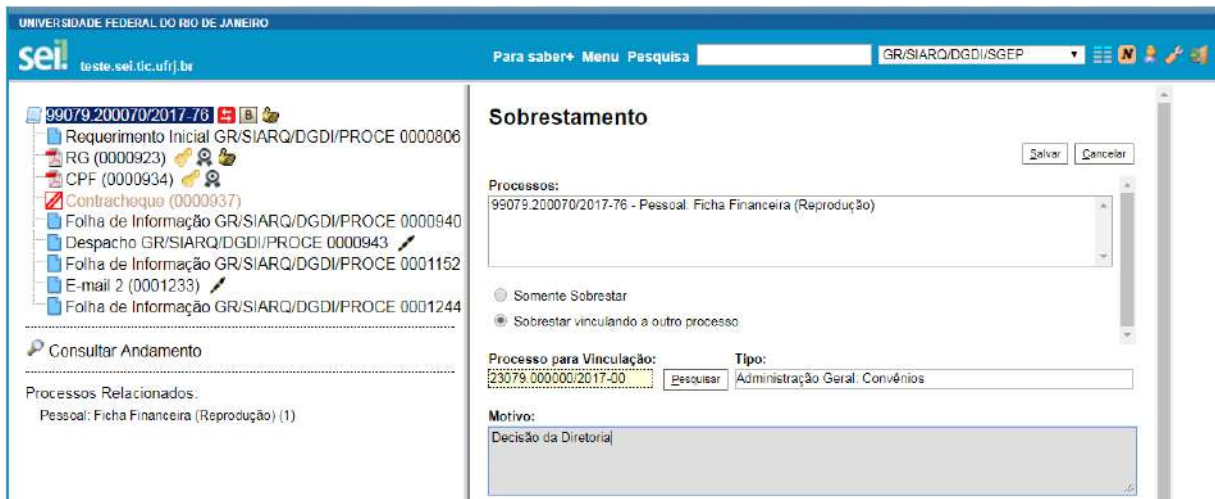 UNIVERSIDADE FEDERAL DO RIO DE JANEIRO
sei! teste.sei.tic.ufrj.br
Para saber+ Menu Pesquisa
GR/SIARQ/DGDI/SGEP
N
99079.200070/2017-76
B
Requerimento Inicial GR/SIARQ/DGDI/PROCE 0000806
RG (0000923)
CPF (0000934)
Contracheque (0000937)
Folha de Informação GR/SIARQ/DGDI/PROCE 0000940
Despacho GR/SIARQ/DGDI/PROCE 0000943
Folha de Informação GR/SIARQ/DGDI/PROCE 0001152
E-mail 2 (0001233)
Folha de Informação GR/SIARQ/DGDI/PROCE 0001244
Consultar Andamento
Processos Relacionados:
Pessoal: Ficha Financeira (Reprodução) (1)
Sobrestamento
Salvar Cancelar
Processos:
99079.200070/2017-76 - Pessoal: Ficha Financeira (Reprodução)
Somente Sobrestar
Sobrestar vinculando a outro processo
Processo para Vinculação: Tipo:
23079.000000/2017-00 Pesquisar Administração Geral: Convênios
Motivo:
Decisão da Diretoria